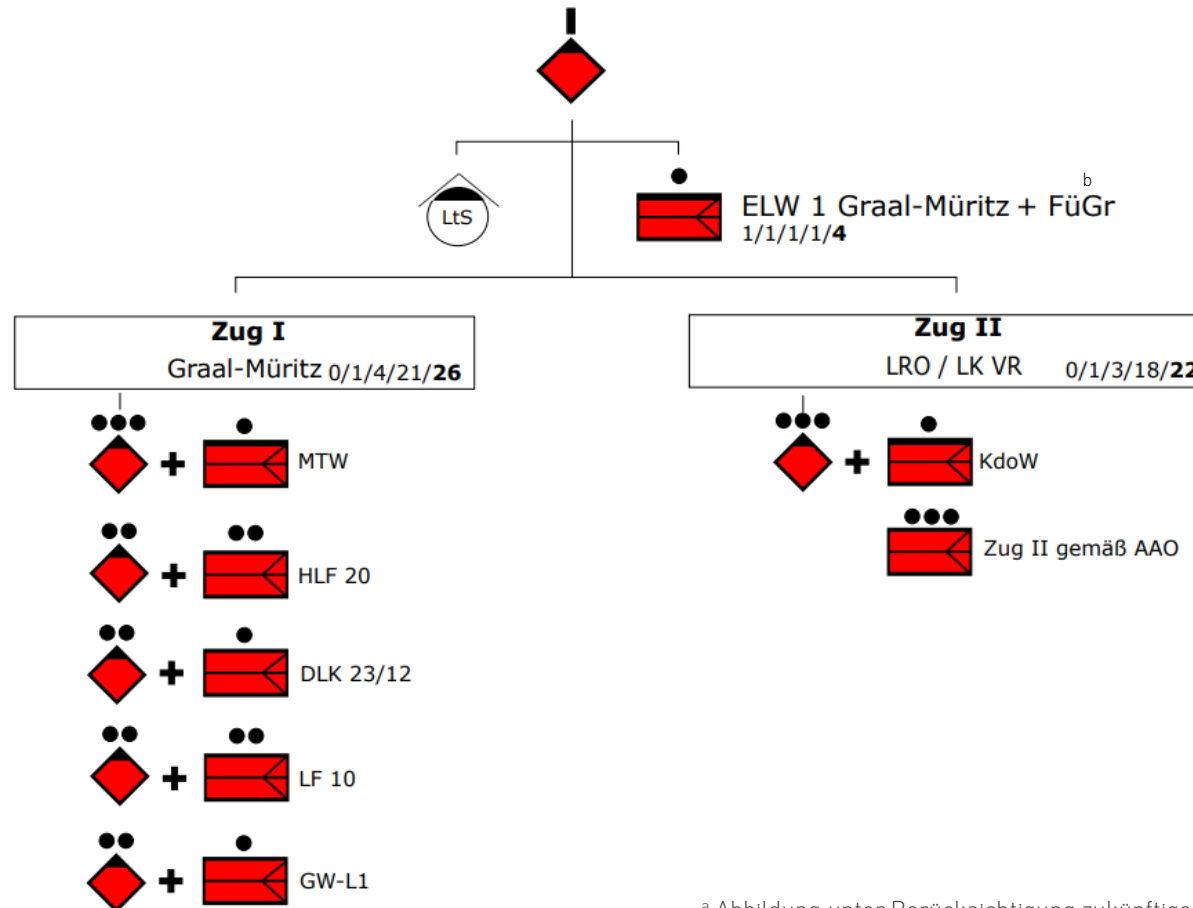 b
LtS
ELW 1 Graal-Müritz + FüGr
1/1/1/1/4
Zug I
Graal-Müritz 0/1/4/21/26
Zug II
LRO / LK VR 0/1/3/18/22
MTW
KdoW
HLF 20
Zug II gemäß AAO
DLK 23/12
LF 10
GW-L1